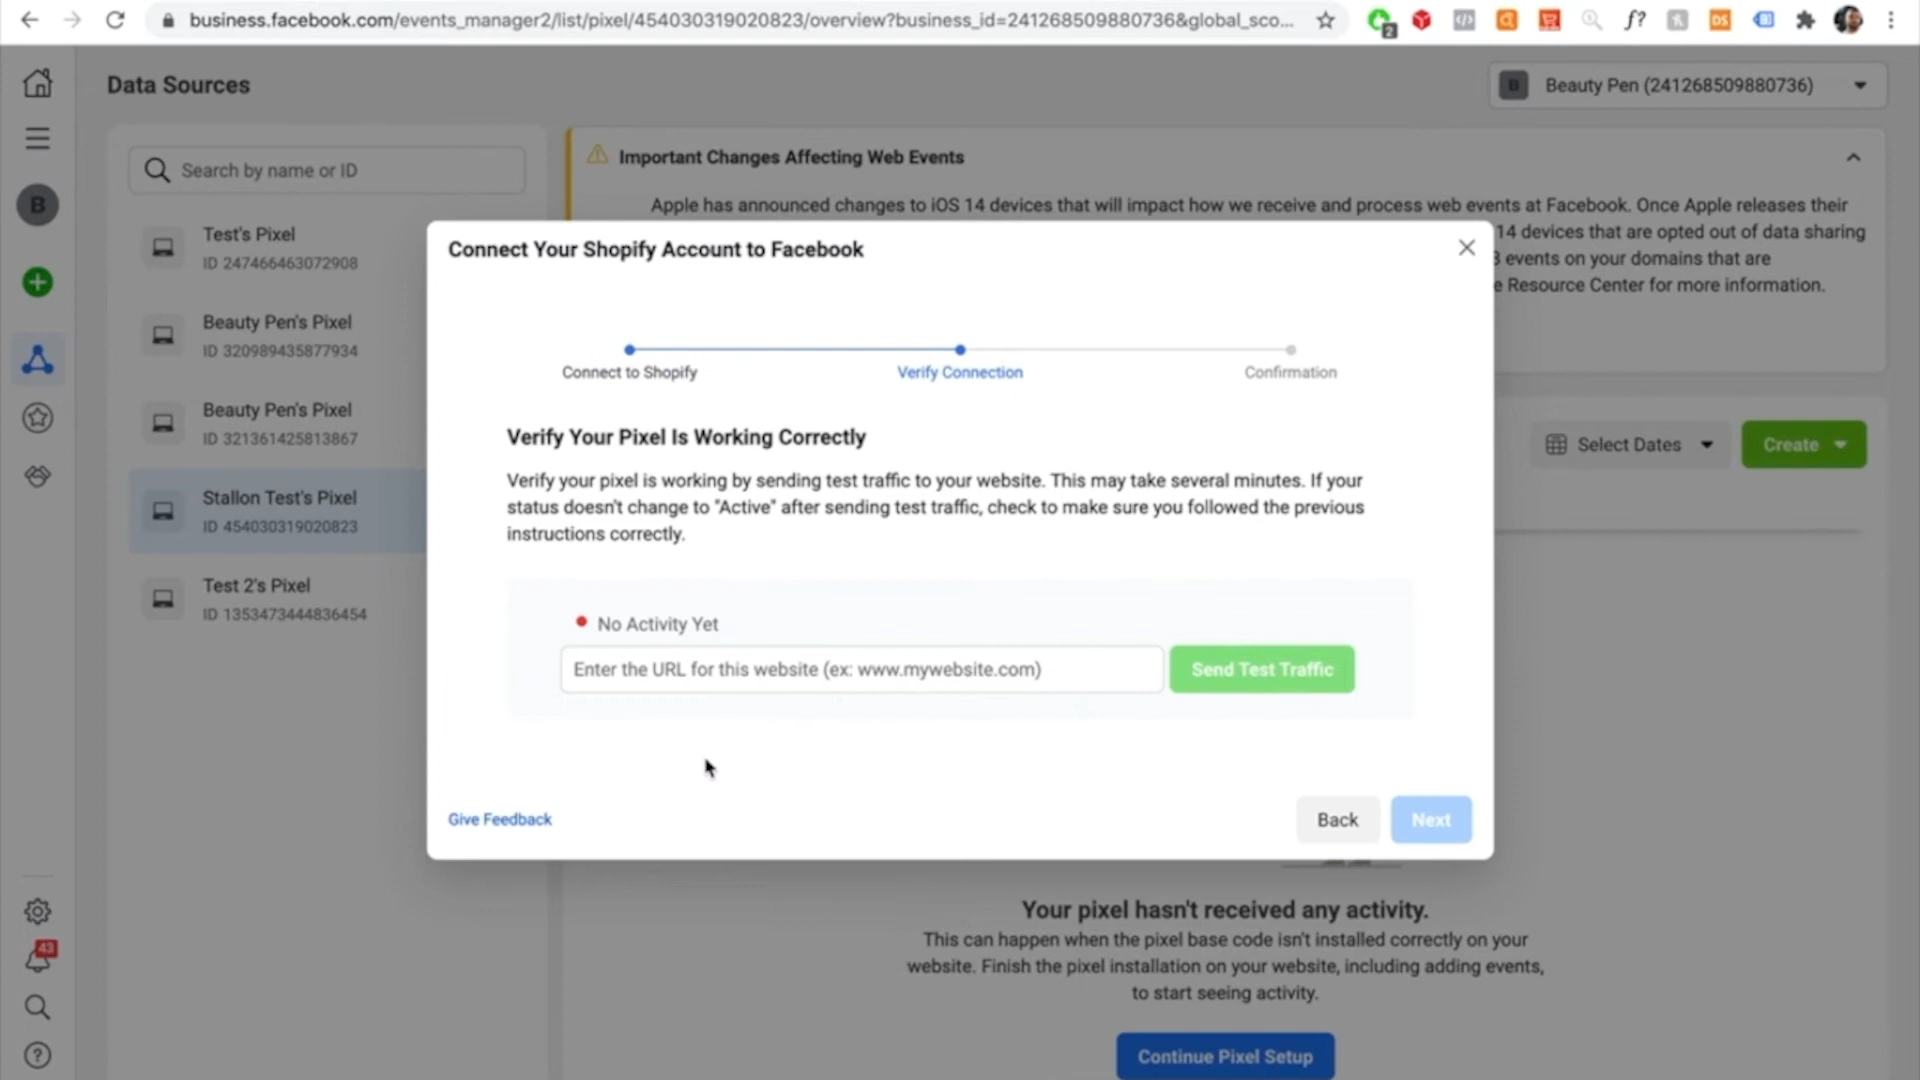 business.facebook.com/events_manager2/list/pixel/454030319020823/overview?business_id=241268509880736&global_sco...
2
f?
DS
Data Sources
B
Beauty Pen (241268509880736)
Search by name or ID
Important Changes Affecting Web Events
Apple has announced changes to iOS 14 devices that will impact how we receive and process web events at Facebook. Once Apple releases their
14 devices that are opted out of data sharing
events on your domains that are
Resource Center for more information.
B
Test's Pixel
ID 247466463072908
Beauty Pen's Pixel
ID 320989435877934
Beauty Pen's Pixel
ID 321361425813867
Stallon Test's Pixel
ID 454030319020823
Test 2's Pixel
ID 1353473444836454
Connect Your Shopify Account to Facebook
Connect to Shopify
Verify Connection
Confirmation
Verify Your Pixel Is Working Correctly
Verify your pixel is working by sending test traffic to your website. This may take several minutes. If your
status doesn't change to "Active" after sending test traffic, check to make sure you followed the previous
instructions correctly.
No Activity Yet
Enter the URL for this website (ex: www.mywebsite.com)
Send Test Traffic
Give Feedback
Back
Next
Select Dates
Create
Your pixel hasn't received any activity.
This can happen when the pixel base code isn't installed correctly on your
website. Finish the pixel installation on your website, including adding events,
to start seeing activity.
Continue Pixel Setup
43